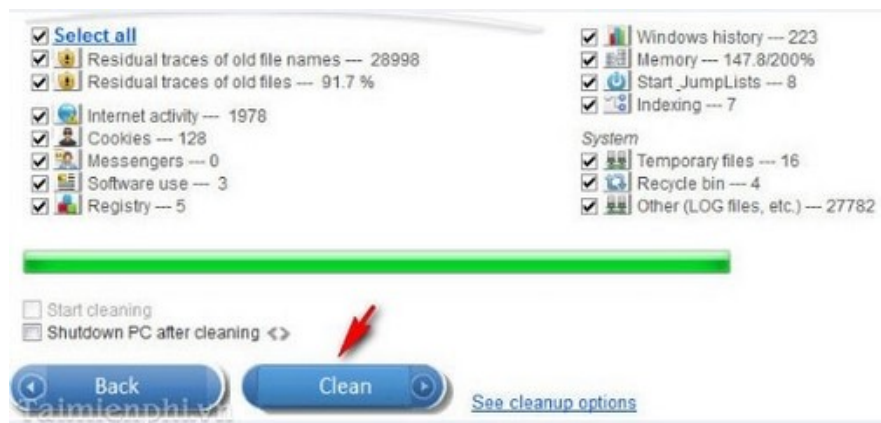 Select all
Residual traces of old file names --- 28998
Residual traces of old files --- 91.7 %
Internet activity --- 1978
Cookies --- 128
Messengers --- 0
Software use --- 3
Registry --- 5
Windows history --- 223
Memory --- 147.8/200%
Start_JumpLists --- 8
Indexing --- 7
System
Temporary files --- 16
Recycle bin --- 4
Other (LOG files, etc.) --- 27782
Start cleaning
Shutdown PC after cleaning <>
Back
Clean
See cleanup options
Taimienphi.vn